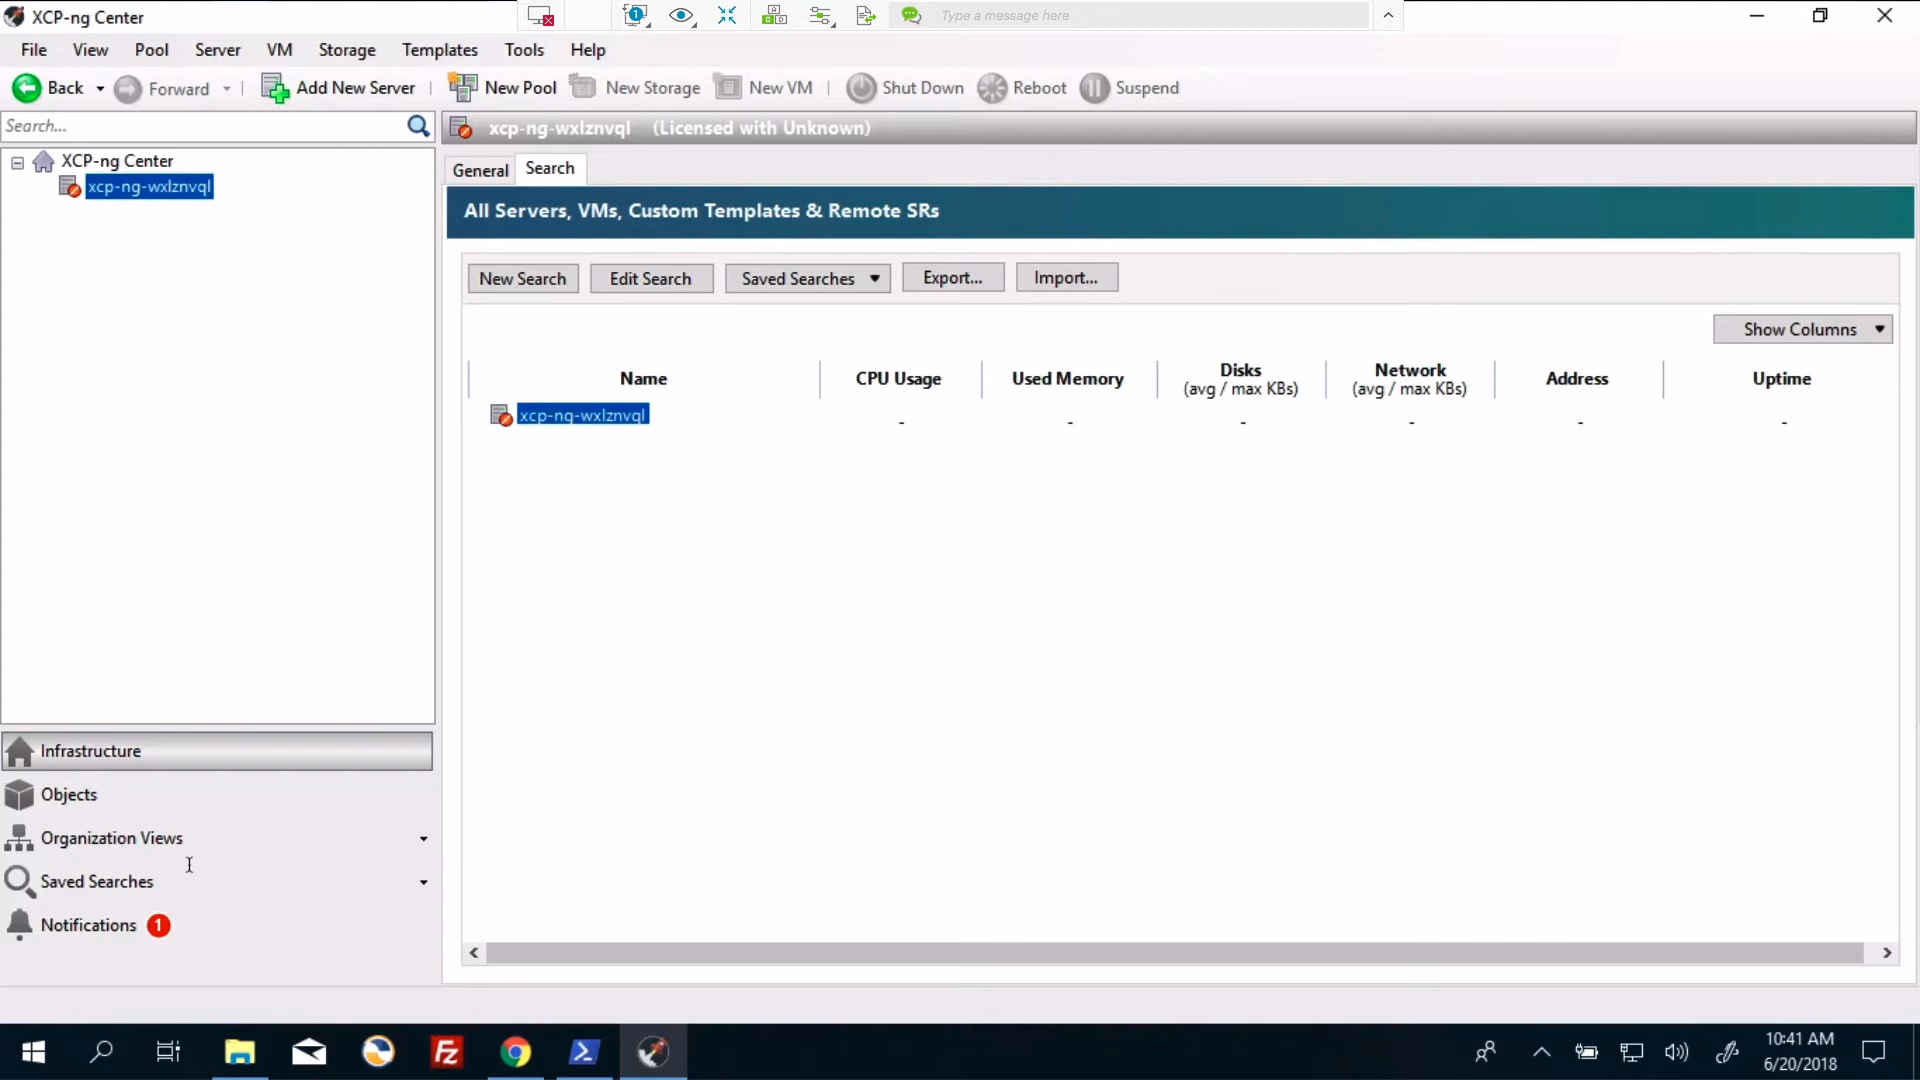 XCP-ng Center
1
Type a message here
File View Pool Server VM Storage Templates Tools Help
Back Forward Add New Server New Pool New Storage New VM Shut Down Reboot Suspend
Search...
xcp-ng-wxlznvql (Licensed with Unknown)
XCP-ng Center
xcp-ng-wxlznvql
General Search
All Servers, VMs, Custom Templates & Remote SRs
New Search Edit Search Saved Searches Export... Import...
Show Columns
Name CPU Usage Used Memory Disks (avg / max KBs) Network (avg / max KBs) Address Uptime
xcp-ng-wxlznvql - - - - - -
Infrastructure
Objects
Organization Views
Saved Searches
Notifications 1
10:41 AM
6/20/2018